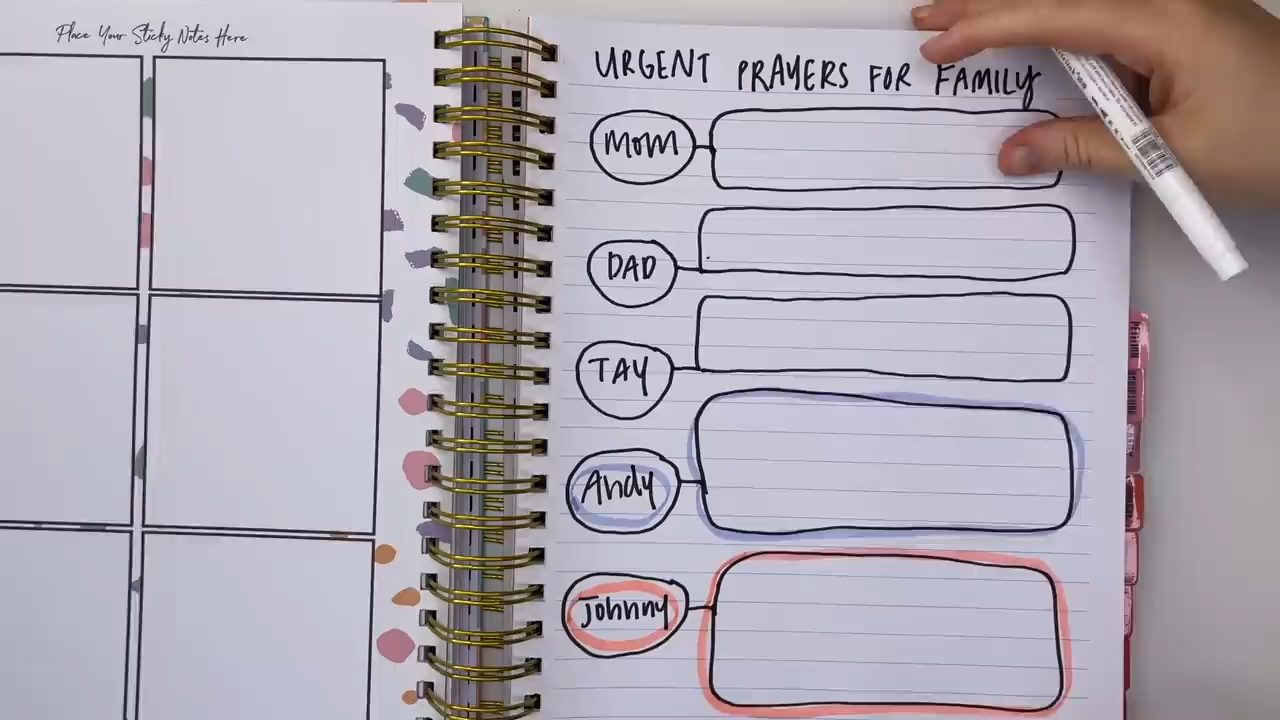 Place Your Sticky Notes Here
URGENT PRAYERS FOR FAMILY
Mom
DAD
TAY
Andy
Johnny